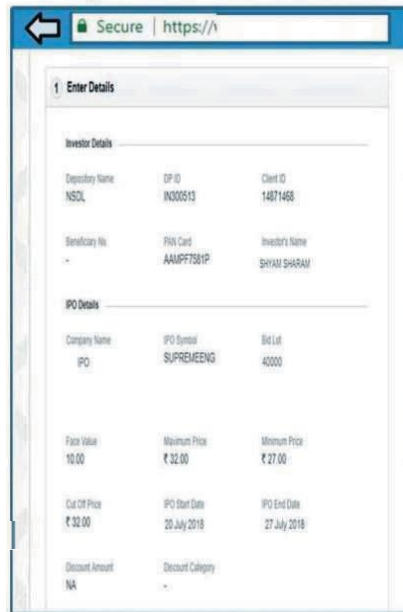 Secure | https://
1 Enter Details
Investor Details
Depository Name DP ID Client ID
NSDL IN300513 14871468
Beneficiary No. PAN Card Investor's Name
- AAMPF7581P SHYAM SHARAM
IPO Details
Company Name IPO Symbol Bid Lot
IPO SUPREMEENG 40000
Face Value Maximum Price Minimum Price
10.00 ₹ 32.00 ₹ 27.00
Cut Off Price IPO Start Date IPO End Date
₹ 32.00 20 July 2018 27 July 2018
Discount Amount Discount Category
NA -